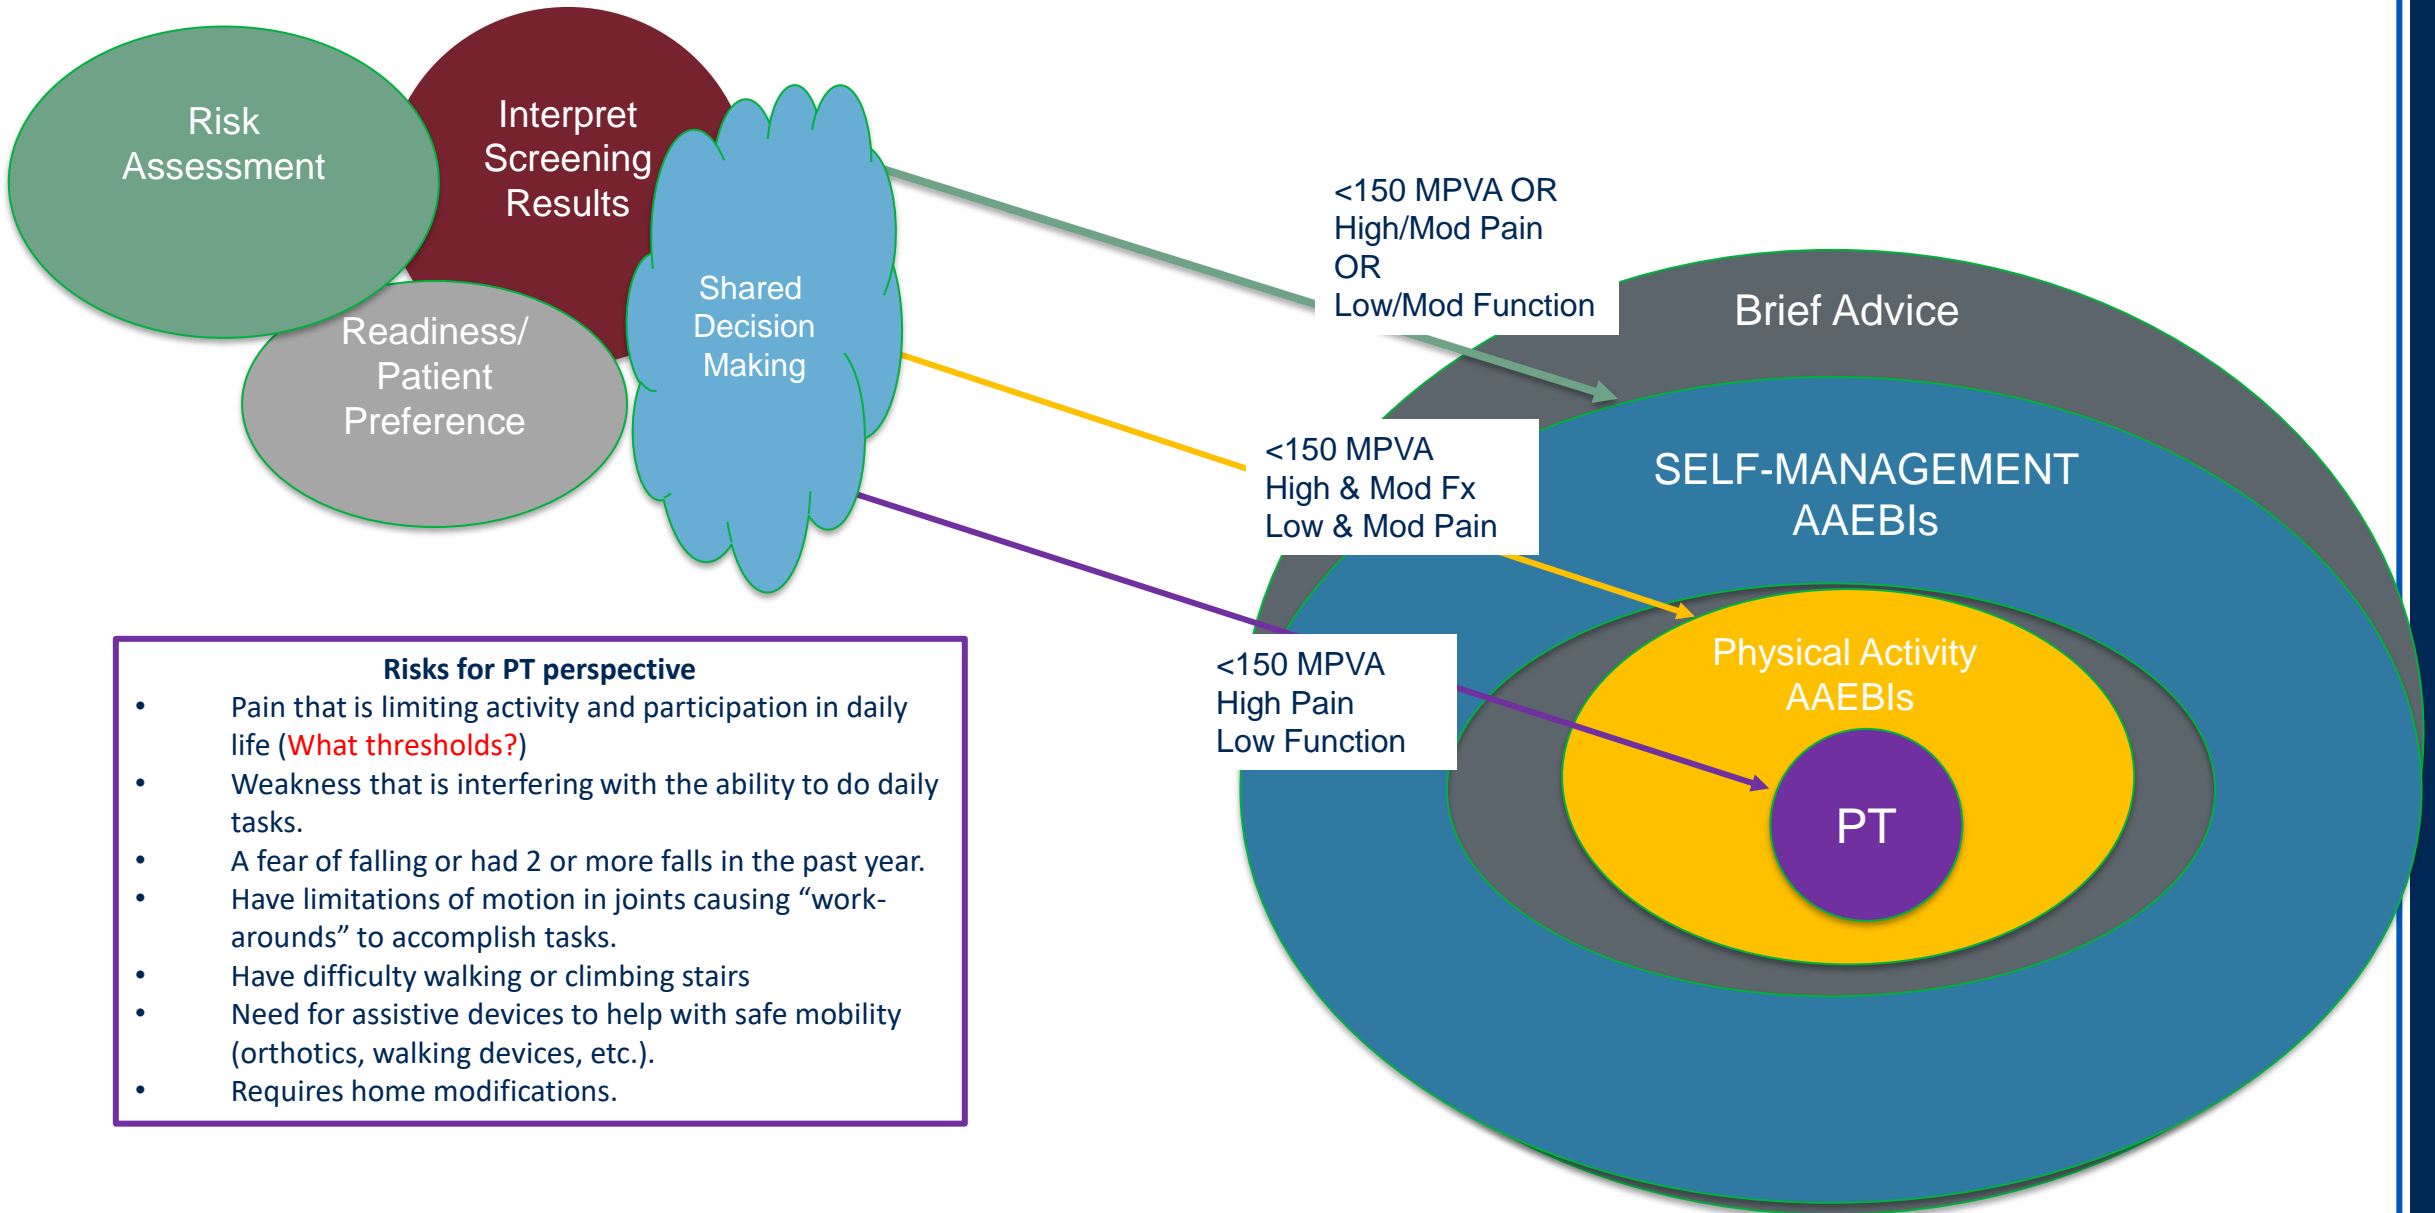 Risk
Assessment
Interpret
Screening
Results
Readiness/
Patient
Preference
Shared
Decision
Making
<150 MPVA OR
High/Mod Pain
OR
Low/Mod Function
<150 MPVA
High & Mod Fx
Low & Mod Pain
<150 MPVA
High Pain
Low Function
Brief Advice
SELF-MANAGEMENT
AAEBIs
Physical Activity
AAEBIs
PT
Risks for PT perspective
• Pain that is limiting activity and participation in daily
life (What thresholds?)
• Weakness that is interfering with the ability to do daily
tasks.
• A fear of falling or had 2 or more falls in the past year.
• Have limitations of motion in joints causing “work-
arounds” to accomplish tasks.
• Have difficulty walking or climbing stairs
• Need for assistive devices to help with safe mobility
(orthotics, walking devices, etc.).
• Requires home modifications.